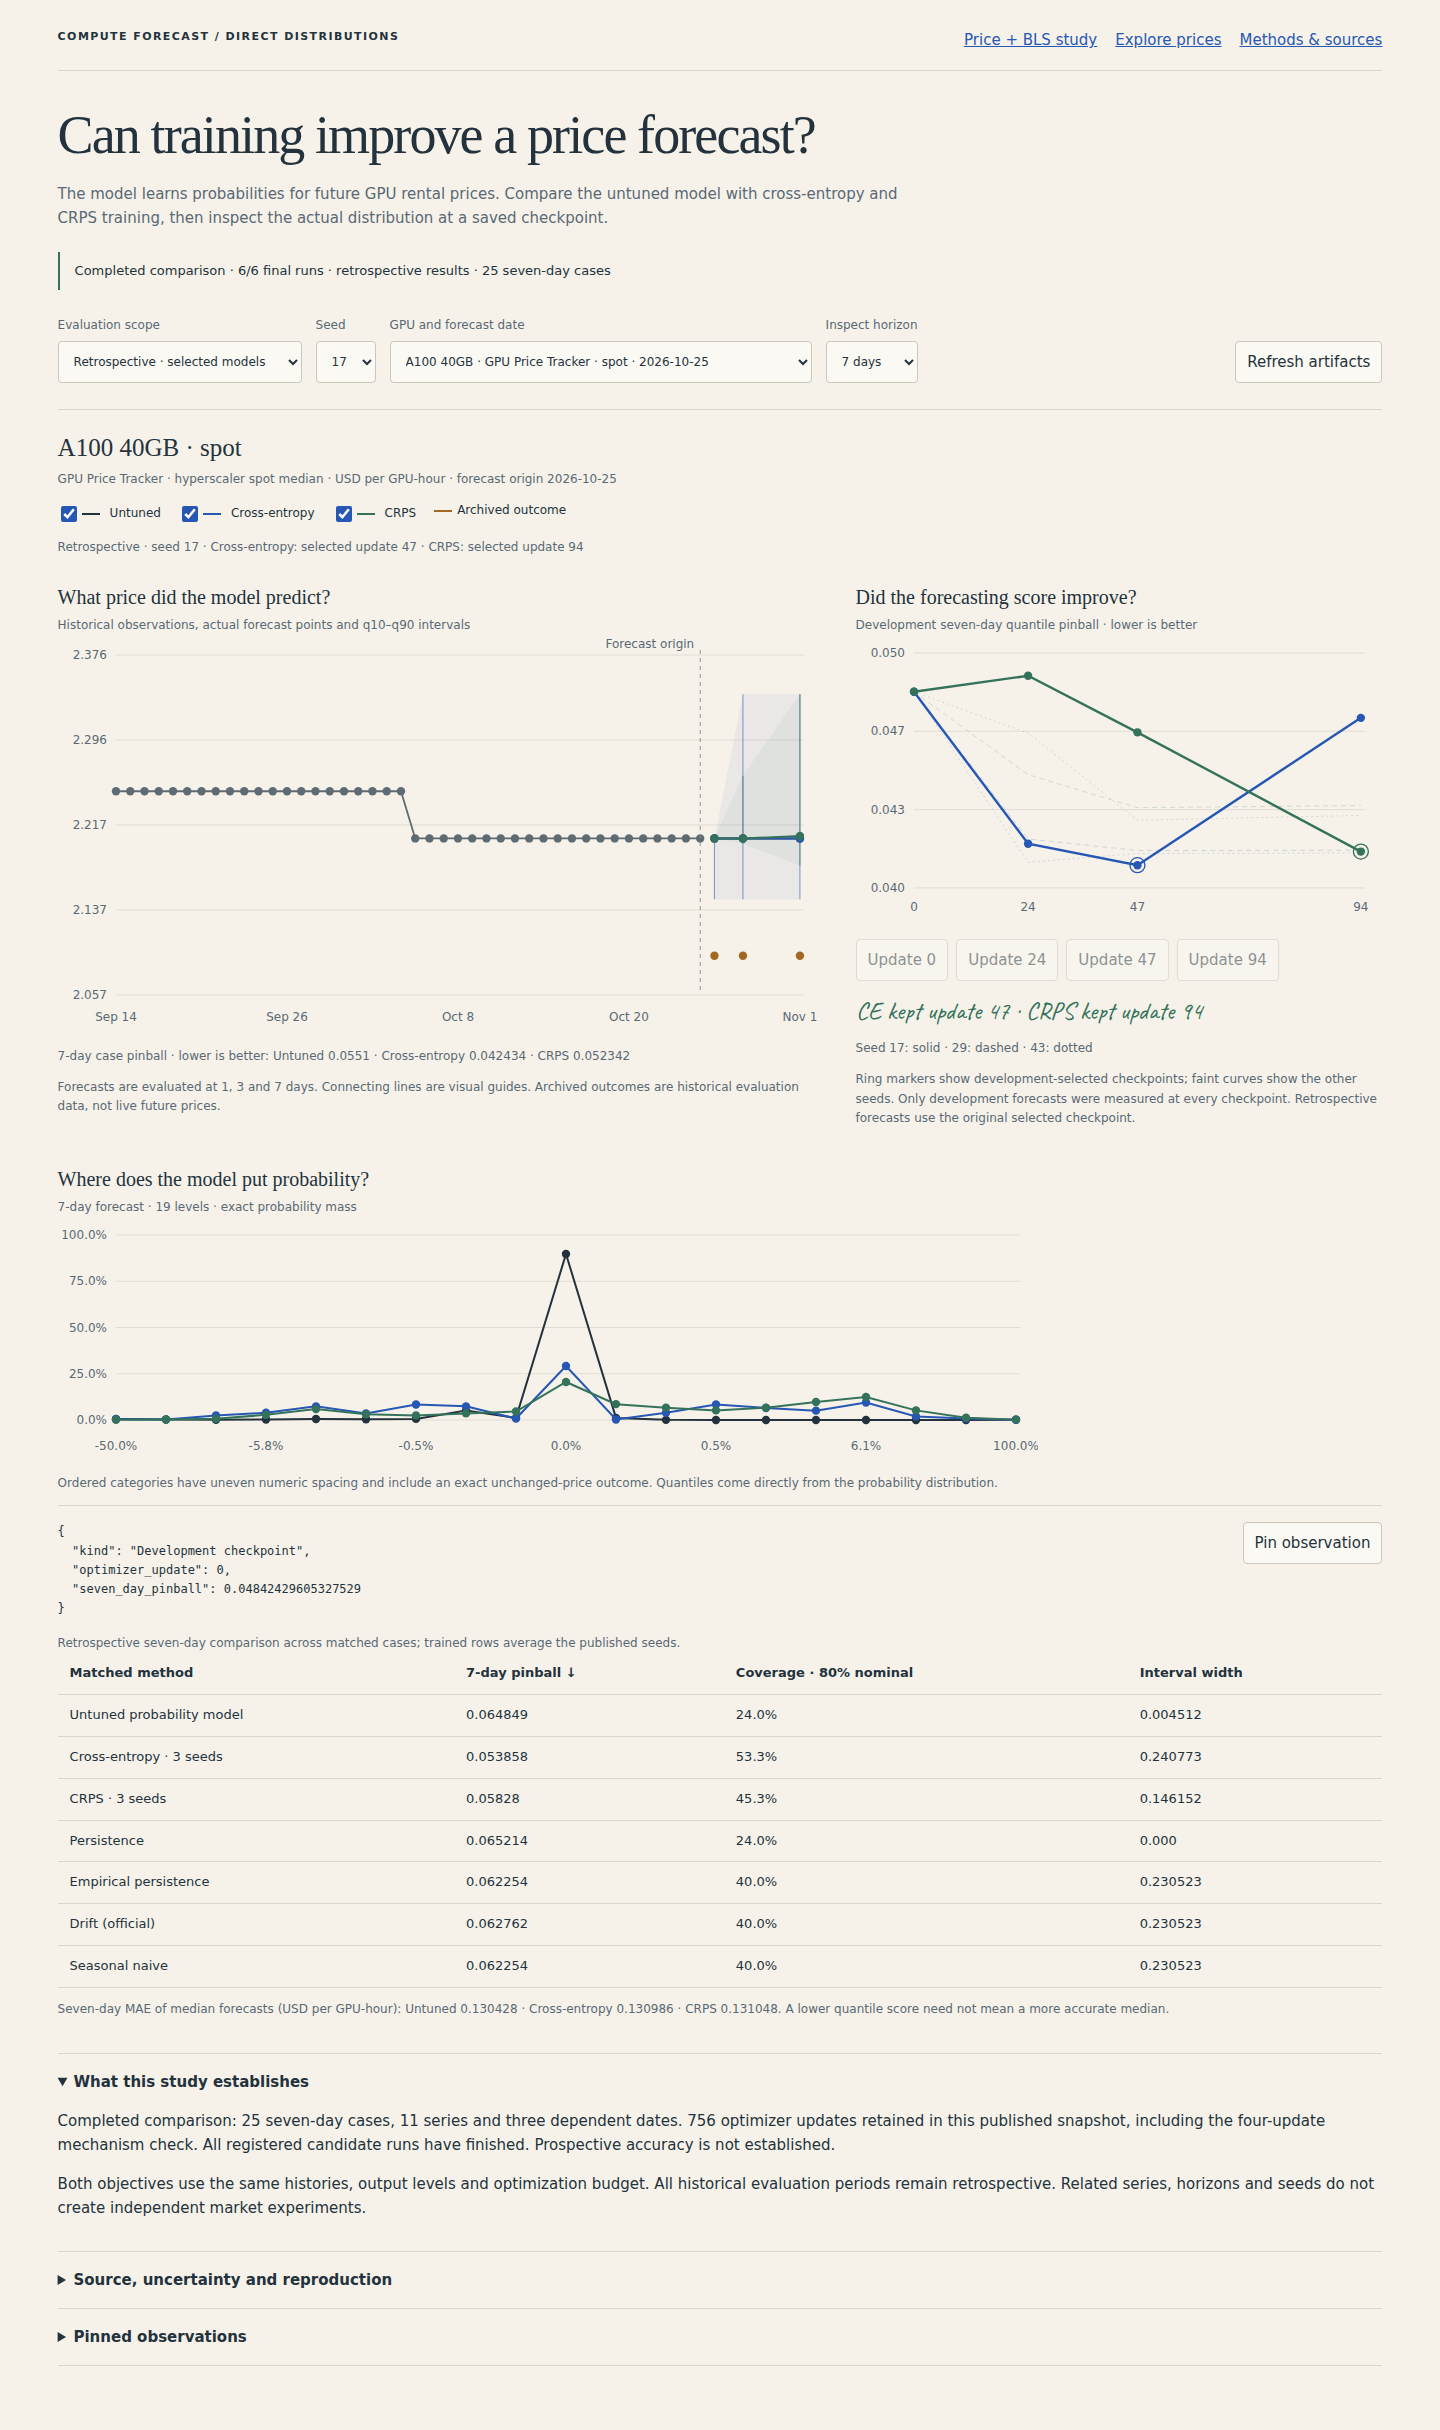 COMPUTE FORECAST / DIRECT DISTRIBUTIONS
Price + BLS study Explore prices Methods & sources
Can training improve a price forecast?
The model learns probabilities for future GPU rental prices. Compare the untuned model with cross-entropy and
CRPS training, then inspect the actual distribution at a saved checkpoint.
Completed comparison · 6/6 final runs · retrospective results · 25 seven-day cases
Evaluation scope Seed GPU and forecast date Inspect horizon
Retrospective · selected models 17 A100 40GB · GPU Price Tracker · spot · 2026-10-25 7 days Refresh artifacts
A100 40GB · spot
GPU Price Tracker · hyperscaler spot median · USD per GPU-hour · forecast origin 2026-10-25
Untuned Cross-entropy CRPS Archived outcome
Retrospective · seed 17 · Cross-entropy: selected update 47 · CRPS: selected update 94
What price did the model predict?
Historical observations, actual forecast points and q10–q90 intervals
Forecast origin
2.376
2.296
2.217
2.137
2.057
Sep 14 Sep 26 Oct 8 Oct 20 Nov 1
7-day case pinball · lower is better: Untuned 0.0551 · Cross-entropy 0.042434 · CRPS 0.052342
Forecasts are evaluated at 1, 3 and 7 days. Connecting lines are visual guides. Archived outcomes are historical evaluation
data, not live future prices.
Did the forecasting score improve?
Development seven-day quantile pinball · lower is better
0.050
0.047
0.043
0.040
0 24 47 94
Update 0 Update 24 Update 47 Update 94
CE kept update 47 · CRPS kept update 94
Seed 17: solid · 29: dashed · 43: dotted
Ring markers show development-selected checkpoints; faint curves show the other
seeds. Only development forecasts were measured at every checkpoint. Retrospective
forecasts use the original selected checkpoint.
Where does the model put probability?
7-day forecast · 19 levels · exact probability mass
100.0%
75.0%
50.0%
25.0%
0.0%
-50.0% -5.8% -0.5% 0.0% 0.5% 6.1% 100.0%
Ordered categories have uneven numeric spacing and include an exact unchanged-price outcome. Quantiles come directly from the probability distribution.
{
"kind": "Development checkpoint",
"optimizer_update": 0,
"seven_day_pinball": 0.04842429605327529
}
Pin observation
Retrospective seven-day comparison across matched cases; trained rows average the published seeds.
Matched method 7-day pinball ↓ Coverage · 80% nominal Interval width
Untuned probability model 0.064849 24.0% 0.004512
Cross-entropy · 3 seeds 0.053858 53.3% 0.240773
CRPS · 3 seeds 0.05828 45.3% 0.146152
Persistence 0.065214 24.0% 0.000
Empirical persistence 0.062254 40.0% 0.230523
Drift (official) 0.062762 40.0% 0.230523
Seasonal naive 0.062254 40.0% 0.230523
Seven-day MAE of median forecasts (USD per GPU-hour): Untuned 0.130428 · Cross-entropy 0.130986 · CRPS 0.131048. A lower quantile score need not mean a more accurate median.
What this study establishes
Completed comparison: 25 seven-day cases, 11 series and three dependent dates. 756 optimizer updates retained in this published snapshot, including the four-update
mechanism check. All registered candidate runs have finished. Prospective accuracy is not established.
Both objectives use the same histories, output levels and optimization budget. All historical evaluation periods remain retrospective. Related series, horizons and seeds do not
create independent market experiments.
Source, uncertainty and reproduction
Pinned observations